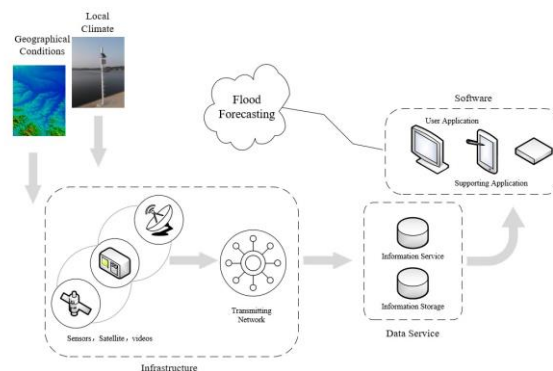 Local
Climate
Geographical
Conditions
Flood
Forecasting
Software
User Application
Supporting Application
Information Service
Information Storage
Data Service
Transmitting
Network
Sensors，Satellite，videos
Infrastructure